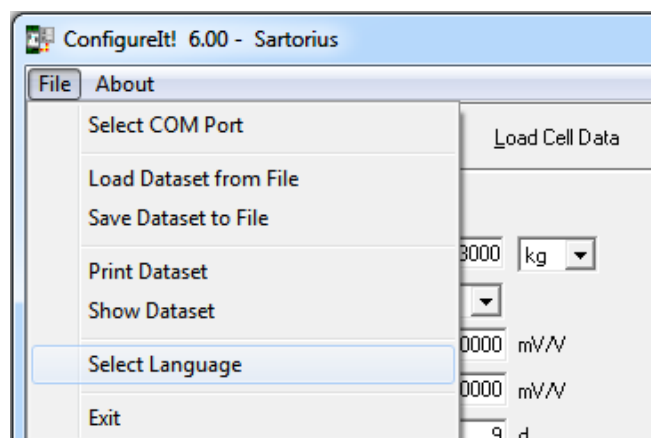 ConfigureIt! 6.00 - Sartorius
File About
Select COM Port
Load Cell Data
Load Dataset from File
Save Dataset to File
3000 kg
Print Dataset
Show Dataset
0000 mV/V
Select Language
0000 mV/V
Exit
9 d